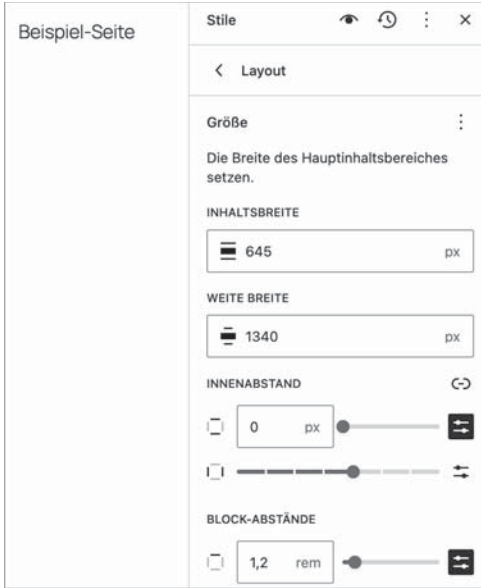 Beispiel-Seite
Stile
Layout
Größe
Die Breite des Hauptinhaltsbereiches
setzen.
INHALTSBREITE
645 px
WEITE BREITE
1340 px
INNENABSTAND
0 px
BLOCK-ABSTÄNDE
1,2 rem